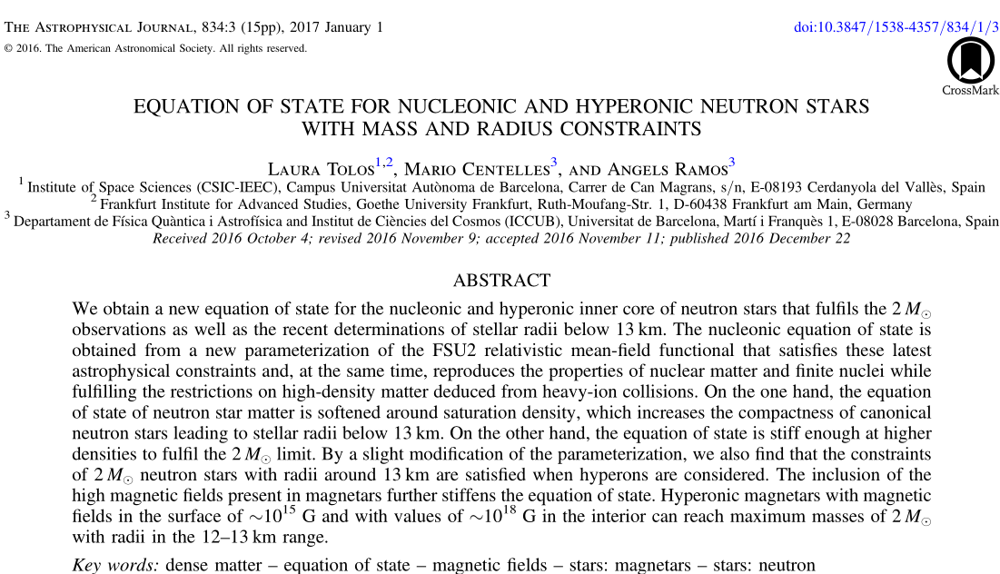 THE ASTROPHYSICAL JOURNAL, 834:3 (15pp), 2017 January 1
doi:10.3847/1538-4357/834/1/3
© 2016. The American Astronomical Society. All rights reserved.
CrossMark
EQUATION OF STATE FOR NUCLEONIC AND HYPERONIC NEUTRON STARS
WITH MASS AND RADIUS CONSTRAINTS
LAURA TOLOS1,2, MARIO CENTELLES3, AND ANGELS RAMOS3
1 Institute of Space Sciences (CSIC-IEEC), Campus Universitat Autònoma de Barcelona, Carrer de Can Magrans, s/n, E-08193 Cerdanyola del Vallès, Spain
2 Frankfurt Institute for Advanced Studies, Goethe University Frankfurt, Ruth-Moufang-Str. 1, D-60438 Frankfurt am Main, Germany
3 Departament de Física Quàntica i Astrofísica and Institut de Ciències del Cosmos (ICCUB), Universitat de Barcelona, Martí i Franquès 1, E-08028 Barcelona, Spain
Received 2016 October 4; revised 2016 November 9; accepted 2016 November 11; published 2016 December 22
ABSTRACT
We obtain a new equation of state for the nucleonic and hyperonic inner core of neutron stars that fulfils the 2 M☉
observations as well as the recent determinations of stellar radii below 13 km. The nucleonic equation of state is
obtained from a new parameterization of the FSU2 relativistic mean-field functional that satisfies these latest
astrophysical constraints and, at the same time, reproduces the properties of nuclear matter and finite nuclei while
fulfilling the restrictions on high-density matter deduced from heavy-ion collisions. On the one hand, the equation
of state of neutron star matter is softened around saturation density, which increases the compactness of canonical
neutron stars leading to stellar radii below 13 km. On the other hand, the equation of state is stiff enough at higher
densities to fulfil the 2 M☉ limit. By a slight modification of the parameterization, we also find that the constraints
of 2 M☉ neutron stars with radii around 13 km are satisfied when hyperons are considered. The inclusion of the
high magnetic fields present in magnetars further stiffens the equation of state. Hyperonic magnetars with magnetic
fields in the surface of ~10^15 G and with values of ~10^18 G in the interior can reach maximum masses of 2 M☉
with radii in the 12–13 km range.
Key words: dense matter – equation of state – magnetic fields – stars: magnetars – stars: neutron